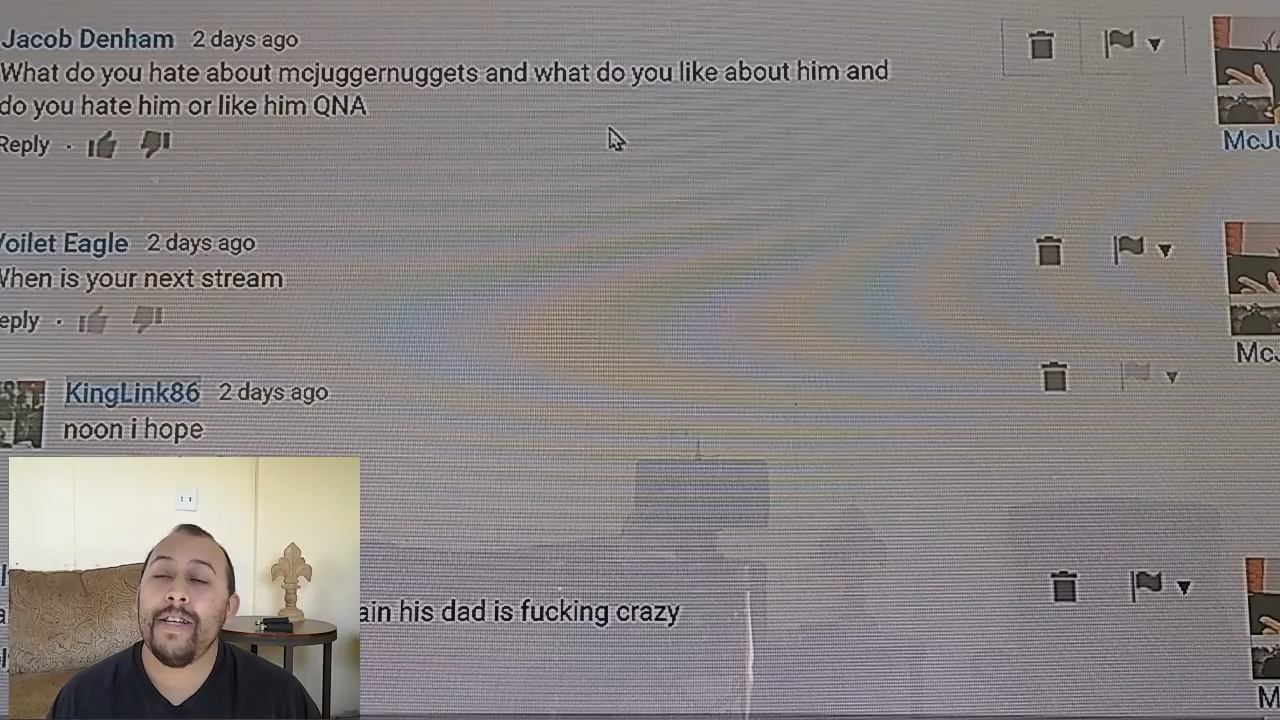 Jacob Denham 2 days ago
What do you hate about mcjuggernuggets and what do you like about him and
do you hate him or like him QNA
Reply
McJu
Voilet Eagle 2 days ago
When is your next stream
eply
McJ
KingLink86 2 days ago
noon i hope
ain his dad is fucking crazy
M